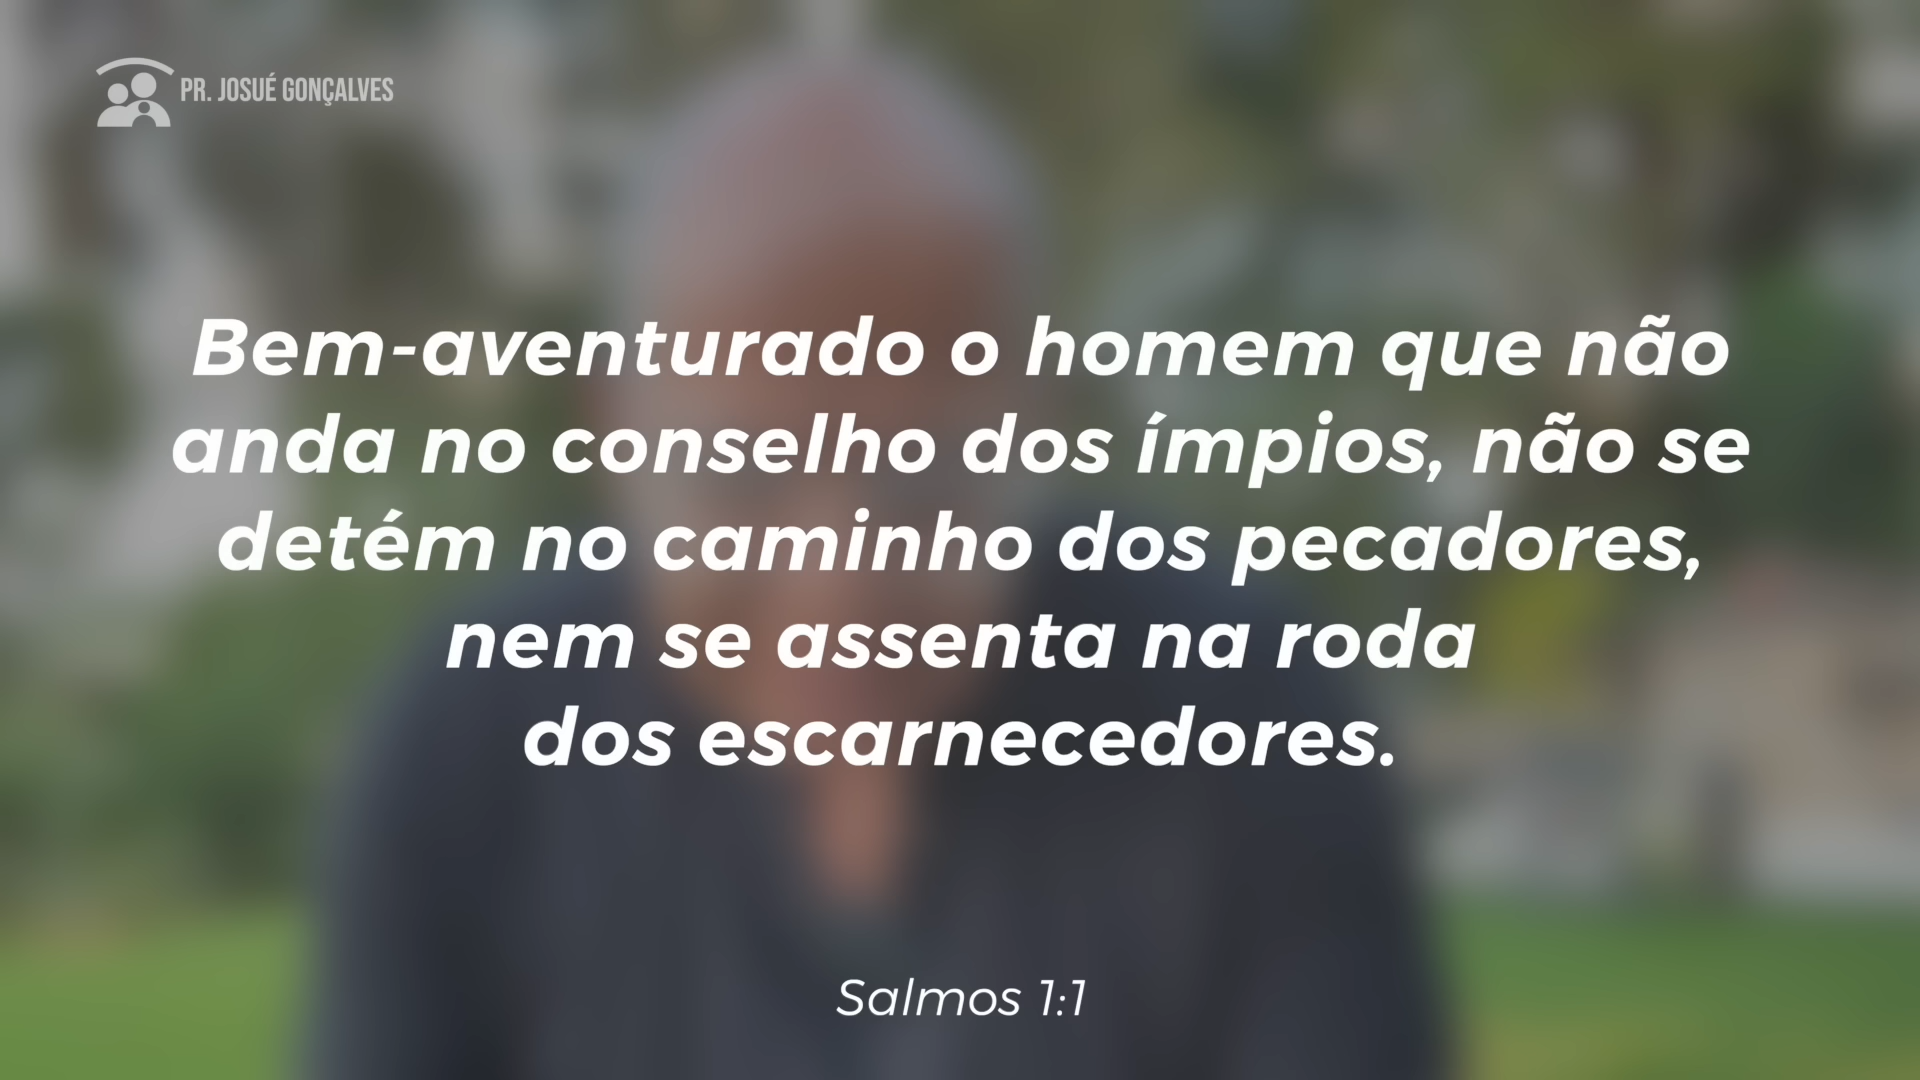 PR. JOSUÉ GONÇALVES
Bem-aventurado o homem que não
anda no conselho dos ímpios, não se
detém no caminho dos pecadores,
nem se assenta na roda
dos escarnecedores.
Salmos 1:1